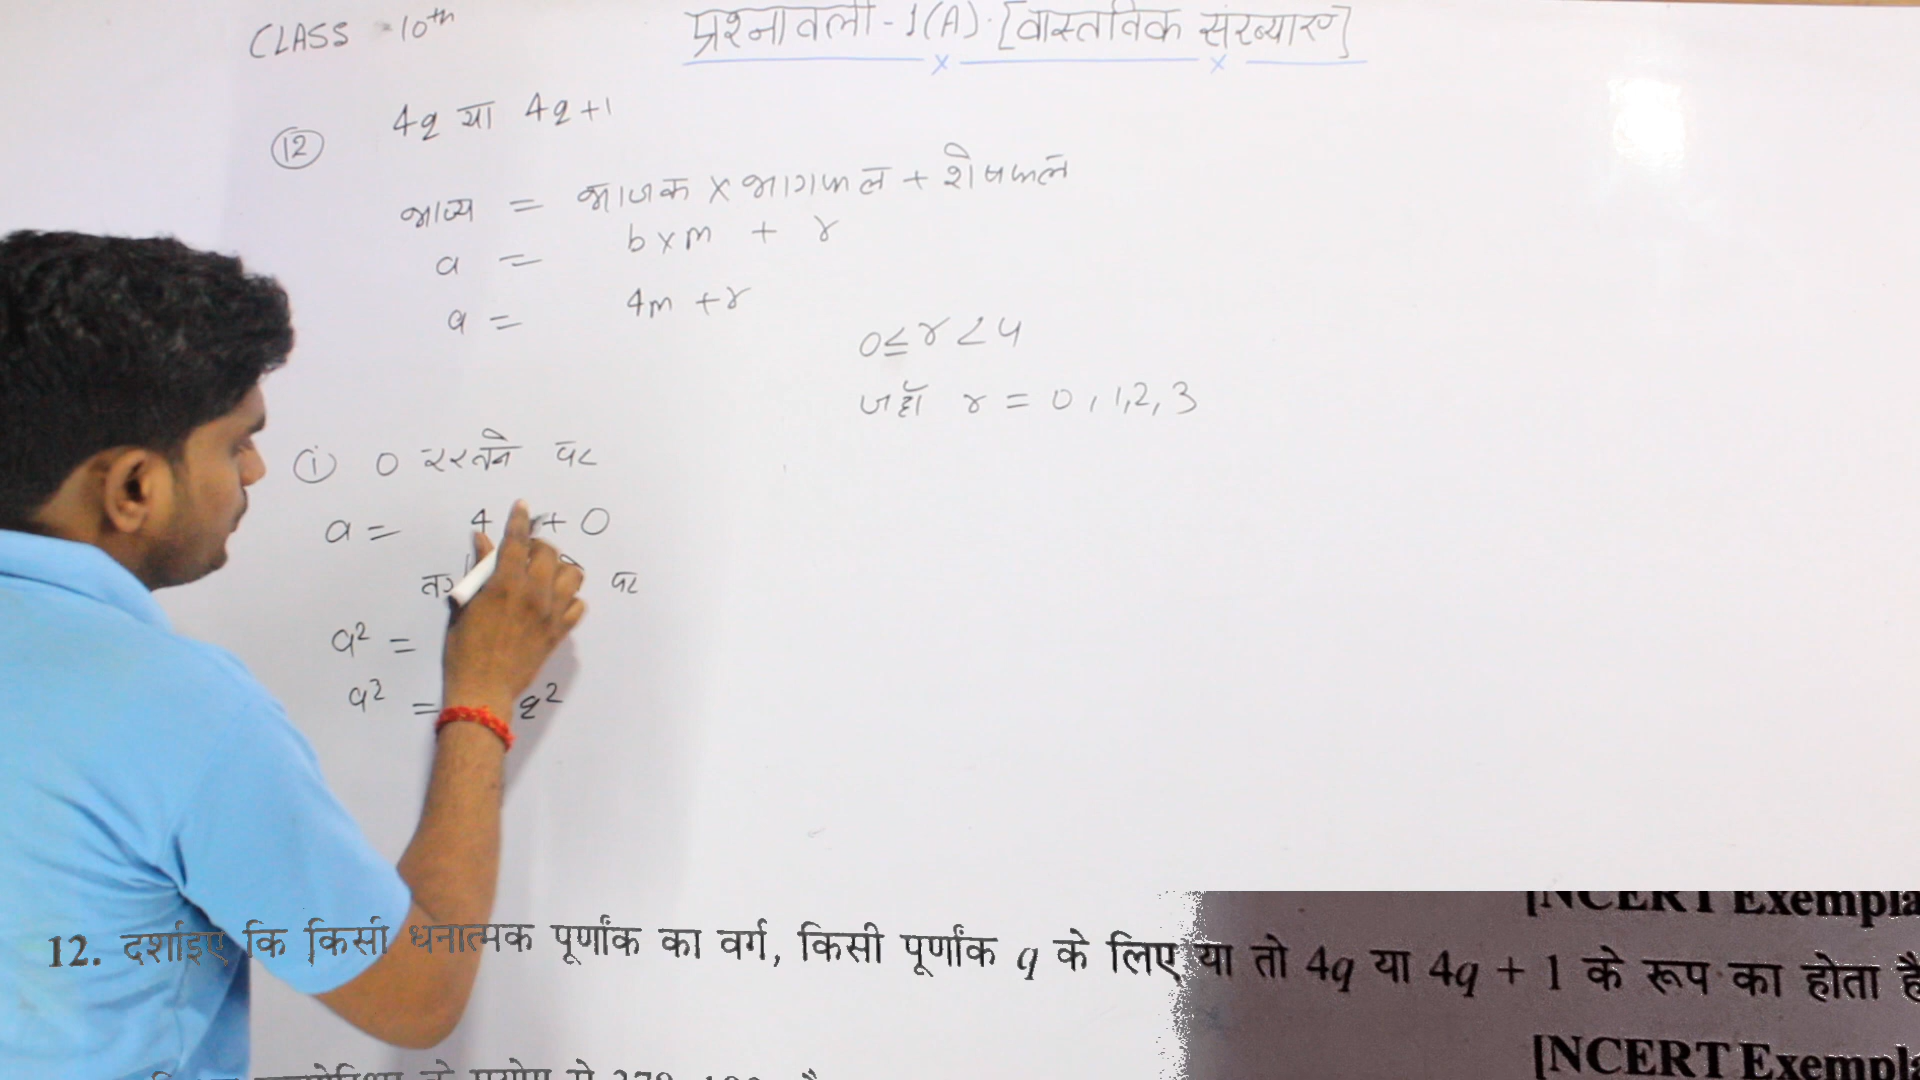 CLASS 10th
प्रश्नावली - 1(A) [वास्तविक संख्याएं]
12 4q या 4q+1
भाज्य = भाजक × भागफल + शेषफल
a = b×m + r
a = 4m + r
0≤r<4
जहाँ r = 0, 1, 2, 3
i 0 रखने पर
a = 4 + 0
पर
a² =
a² = q²
[NCERT Exempla
12. दर्शाइए कि किसी धनात्मक पूर्णांक का वर्ग, किसी पूर्णांक q के लिए या तो 4q या 4q + 1 के रूप का होता है
[NCERT Exempla